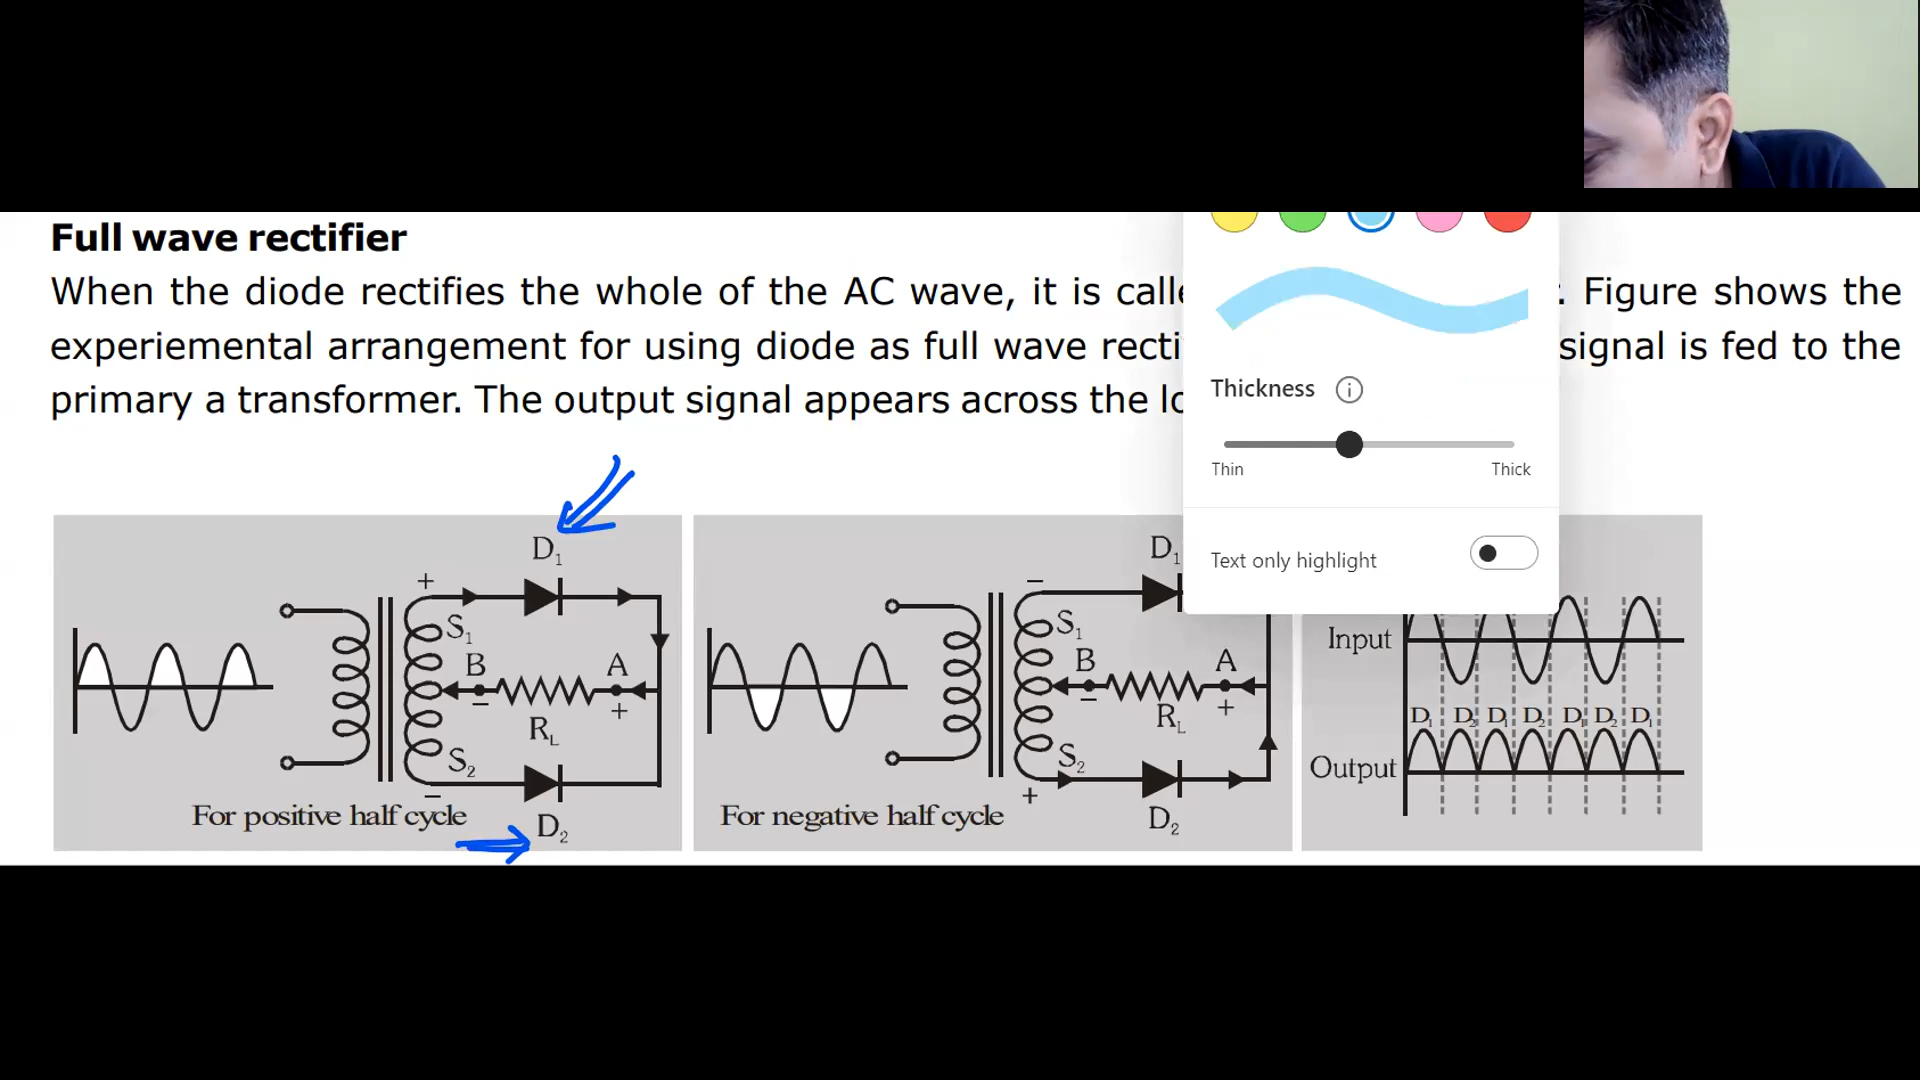 Full wave rectifier
When the diode rectifies the whole of the AC wave, it is calle . Figure shows the
experiemental arrangement for using diode as full wave recti signal is fed to the
primary a transformer. The output signal appears across the lo
Thickness
Thin Thick
Text only highlight
D1
+
S1
B A
− +
RL
S2
−
For positive half cycle
D2
D1
−
S1
B A
− +
RL
S2
+
For negative half cycle
D2
Input
D1 D2 D1 D2 D1 D2 D1
Output